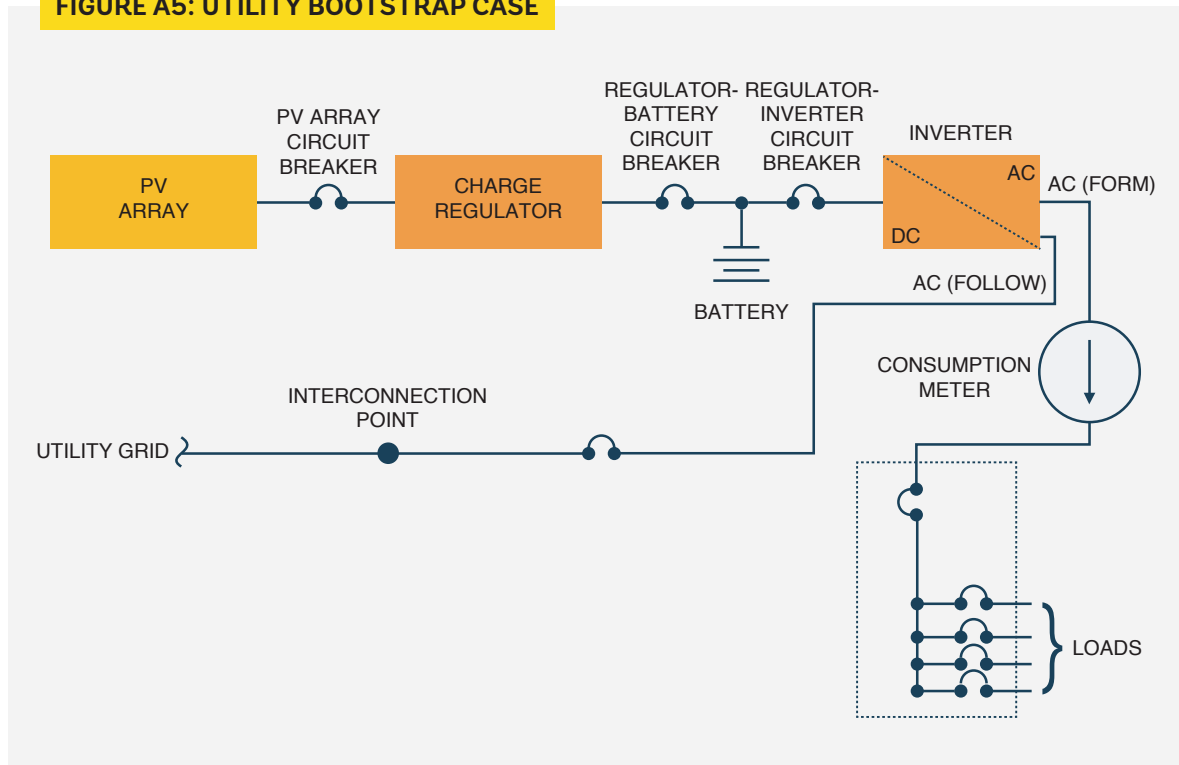 FIGURE A5: UTILITY BOOTSTRAP CASE
PV ARRAY
CIRCUIT
BREAKER
REGULATOR-
BATTERY
CIRCUIT
BREAKER
REGULATOR-
INVERTER
CIRCUIT
BREAKER
INVERTER
PV
ARRAY
CHARGE
REGULATOR
AC
DC
AC (FORM)
AC (FOLLOW)
BATTERY
CONSUMPTION
METER
INTERCONNECTION
POINT
UTILITY GRID
LOADS